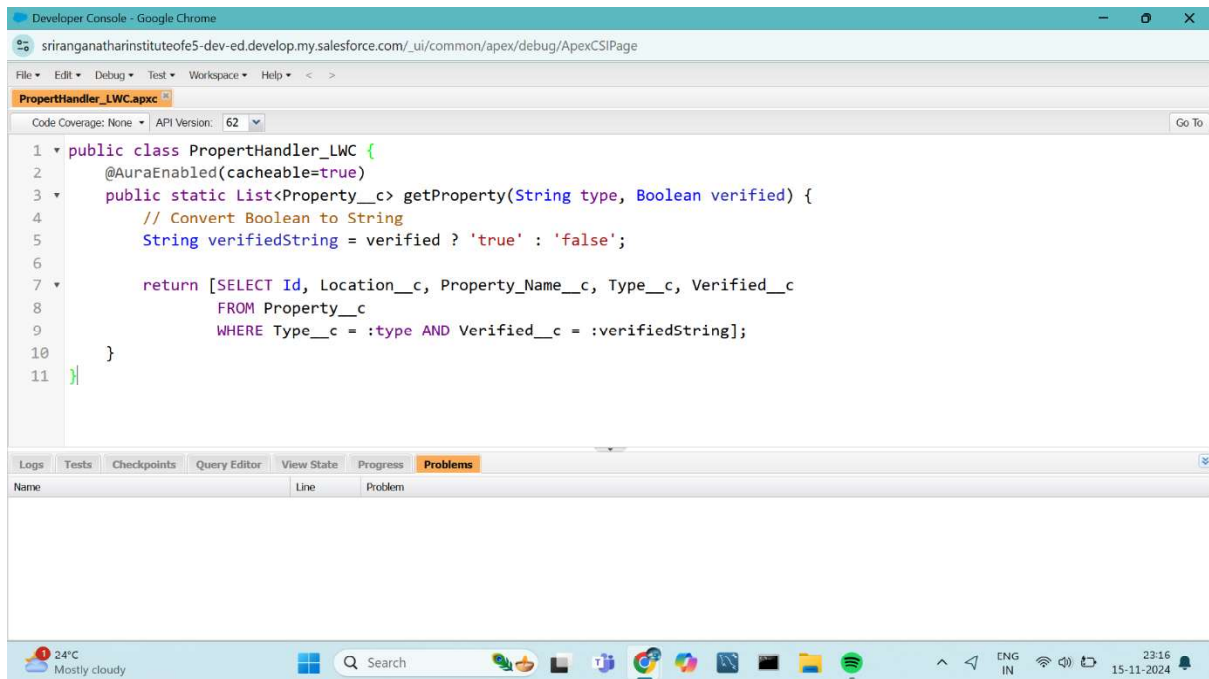 Developer Console - Google Chrome
sriranganatharinstituteofe5-dev-ed.develop.my.salesforce.com/_ui/common/apex/debug/ApexCSIPage
File Edit Debug Test Workspace Help < >
PropertHandler_LWC.apxc
Code Coverage: None API Version: 62 Go To
1 public class PropertHandler_LWC {
2 @AuraEnabled(cacheable=true)
3 public static List<Property__c> getProperty(String type, Boolean verified) {
4 // Convert Boolean to String
5 String verifiedString = verified ? 'true' : 'false';
6
7 return [SELECT Id, Location__c, Property_Name__c, Type__c, Verified__c
8 FROM Property__c
9 WHERE Type__c = :type AND Verified__c = :verifiedString];
10 }
11 }
Logs Tests Checkpoints Query Editor View State Progress Problems
Name Line Problem
1 24°C Search ENG 23:16
Mostly cloudy IN 15-11-2024